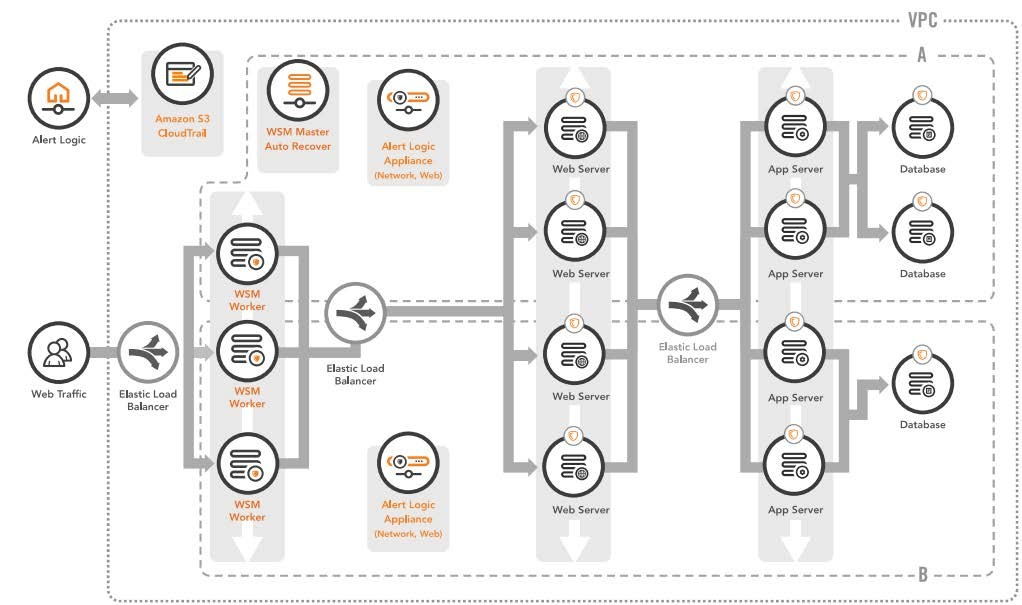 VPC
A
Alert Logic
Amazon S3
CloudTrail
WSM Master
Auto Recover
Alert Logic
Appliance
(Network, Web)
Web Server
App Server
Database
Web Server
App Server
Database
WSM
Worker
Web Traffic
Elastic Load
Balancer
WSM
Worker
Elastic Load
Balancer
Elastic Load
Balancer
Web Server
App Server
Database
WSM
Worker
Alert Logic
Appliance
(Network, Web)
Web Server
App Server
B